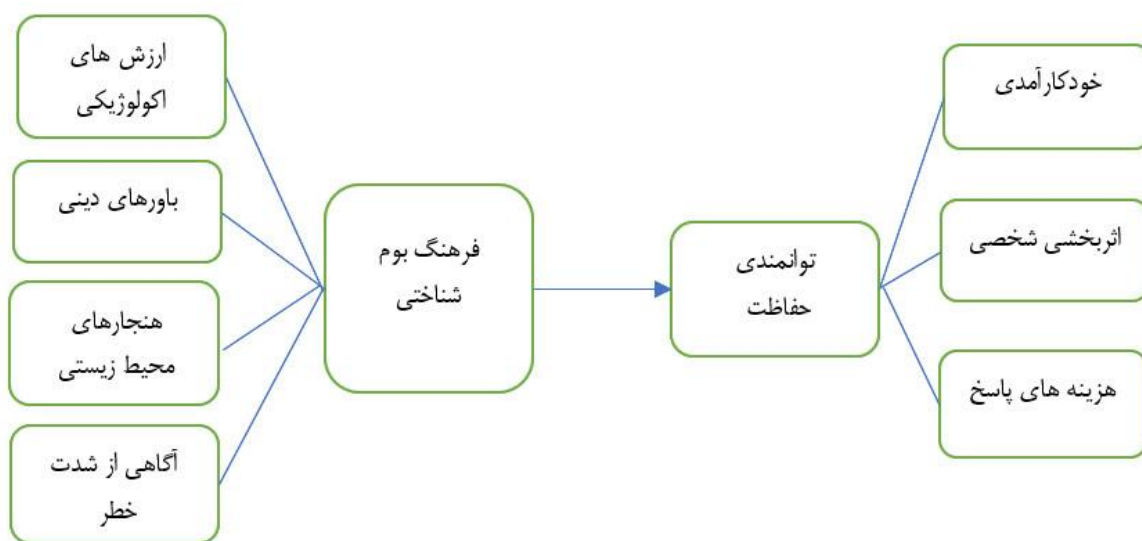 ارزش های
اکولوژیکی
باورهای دینی
هنجارهای
محیط زیستی
آگاهی از شدت
خطر
فرهنگ بوم
شناختی
توانمندی
حفاظت
خودکارآمدی
اثربخشی شخصی
هزینه های پاسخ